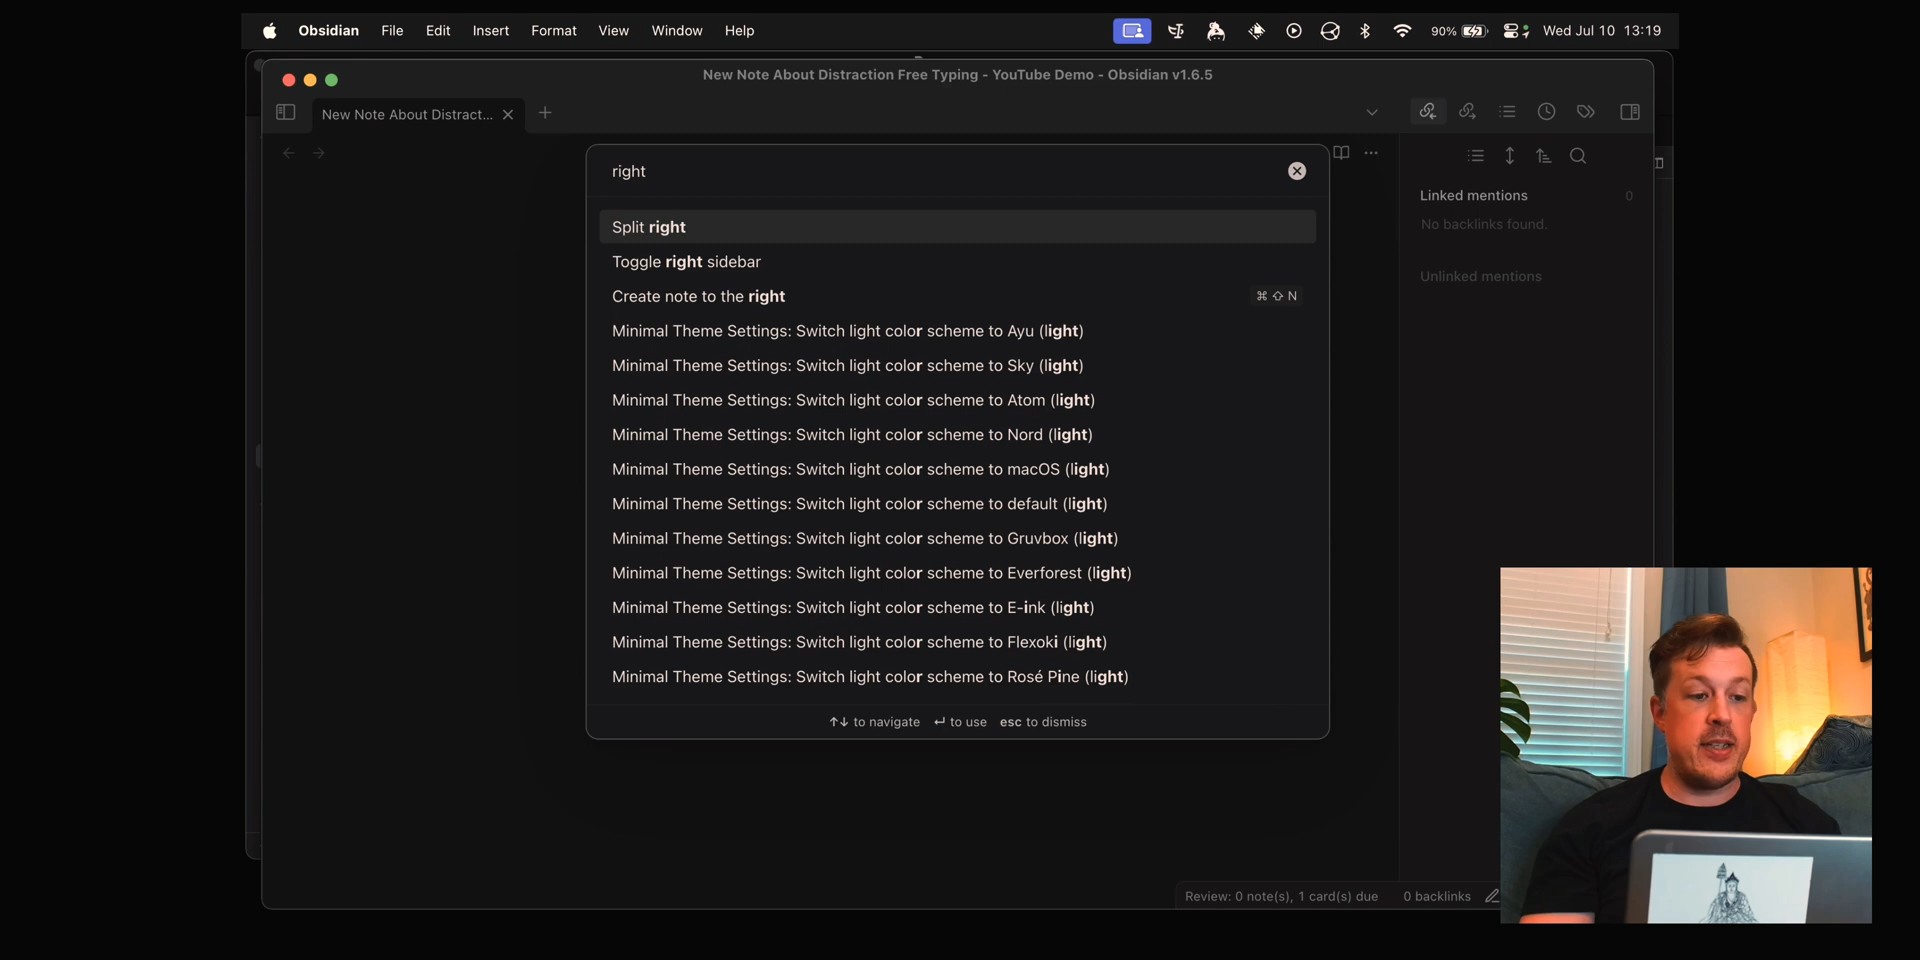 Obsidian File Edit Insert Format View Window Help 90% Wed Jul 10 13:19
New Note About Distraction Free Typing - YouTube Demo - Obsidian v1.6.5
New Note About Distract...
right
Split right
Toggle right sidebar
Create note to the right ⌘ ⇧ N
Minimal Theme Settings: Switch light color scheme to Ayu (light)
Minimal Theme Settings: Switch light color scheme to Sky (light)
Minimal Theme Settings: Switch light color scheme to Atom (light)
Minimal Theme Settings: Switch light color scheme to Nord (light)
Minimal Theme Settings: Switch light color scheme to macOS (light)
Minimal Theme Settings: Switch light color scheme to default (light)
Minimal Theme Settings: Switch light color scheme to Gruvbox (light)
Minimal Theme Settings: Switch light color scheme to Everforest (light)
Minimal Theme Settings: Switch light color scheme to E-ink (light)
Minimal Theme Settings: Switch light color scheme to Flexoki (light)
Minimal Theme Settings: Switch light color scheme to Rosé Pine (light)
↑↓ to navigate ↵ to use esc to dismiss
Linked mentions 0
No backlinks found.
Unlinked mentions
Review: 0 note(s), 1 card(s) due 0 backlinks